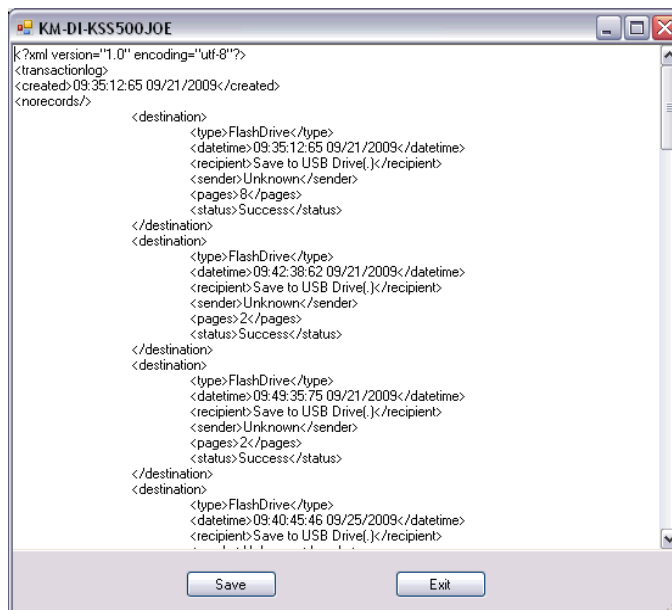 KM-DI-KSS500JOE
<?xml version="1.0" encoding="utf-8"?>
<transactionlog>
<created>09:35:12:65 09/21/2009</created>
<norecords/>
<destination>
<type>FlashDrive</type>
<datetime>09:35:12:65 09/21/2009</datetime>
<recipient>Save to USB Drive(.)</recipient>
<sender>Unknown</sender>
<pages>8</pages>
<status>Success</status>
</destination>
<destination>
<type>FlashDrive</type>
<datetime>09:42:38:62 09/21/2009</datetime>
<recipient>Save to USB Drive(.)</recipient>
<sender>Unknown</sender>
<pages>2</pages>
<status>Success</status>
</destination>
<destination>
<type>FlashDrive</type>
<datetime>09:49:35:75 09/21/2009</datetime>
<recipient>Save to USB Drive(.)</recipient>
<sender>Unknown</sender>
<pages>2</pages>
<status>Success</status>
</destination>
<destination>
<type>FlashDrive</type>
<datetime>09:40:45:46 09/25/2009</datetime>
<recipient>Save to USB Drive(.)</recipient>
Save Exit